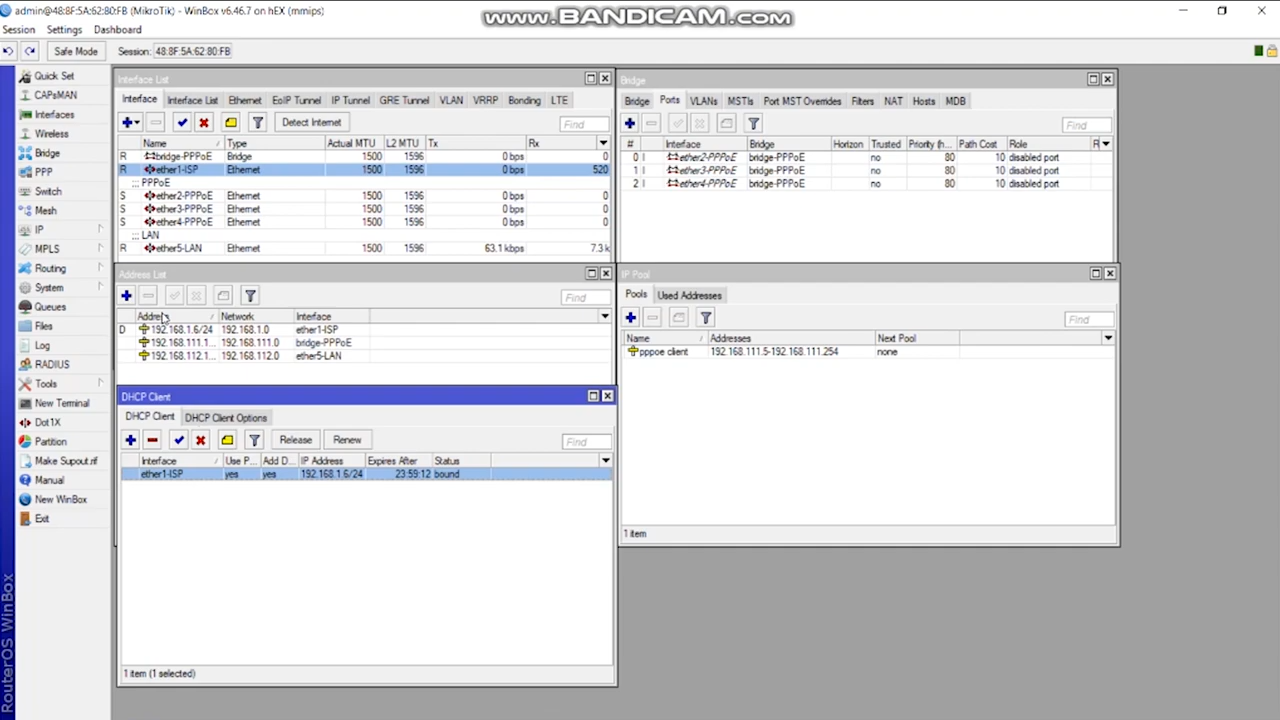 admin@48:8F:5A:62:80:FB (MikroTik) - WinBox v6.46.7 on hEX (mmips)
www.BANDICAM.com
Session Settings Dashboard
Safe Mode Session: 48:8F:5A:62:80:FB
Quick Set
CAPsMAN
Interfaces
Wireless
Bridge
PPP
Switch
Mesh
IP
MPLS
Routing
System
Queues
Files
Log
RADIUS
Tools
New Terminal
Dot1X
Partition
Make Supout.rif
Manual
New WinBox
Exit
RouterOS WinBox
Interface List
Interface Interface List Ethernet EoIP Tunnel IP Tunnel GRE Tunnel VLAN VRRP Bonding LTE
Detect Internet Find
Name Type Actual MTU L2 MTU Tx Rx
R bridge-PPPoE Bridge 1500 1596 0 bps 0
R ether1-ISP Ethernet 1500 1596 0 bps 520
::: PPPoE
S ether2-PPPoE Ethernet 1500 1596 0 bps 0
S ether3-PPPoE Ethernet 1500 1596 0 bps 0
S ether4-PPPoE Ethernet 1500 1596 0 bps 0
::: LAN
R ether5-LAN Ethernet 1500 1596 63.1 kbps 7.3 k
Bridge
Bridge Ports VLANs MSTIs Port MST Overrides Filters NAT Hosts MDB
Find
# Interface Bridge Horizon Trusted Priority (h... Path Cost Role R
0 I ether2-PPPoE bridge-PPPoE no 80 10 disabled port
1 I ether3-PPPoE bridge-PPPoE no 80 10 disabled port
2 I ether4-PPPoE bridge-PPPoE no 80 10 disabled port
Address List
Find
Address Network Interface
D 192.168.1.6/24 192.168.1.0 ether1-ISP
192.168.111.1... 192.168.111.0 bridge-PPPoE
192.168.112.1... 192.168.112.0 ether5-LAN
IP Pool
Pools Used Addresses
Find
Name Addresses Next Pool
pppoe client 192.168.111.5-192.168.111.254 none
1 item
DHCP Client
DHCP Client DHCP Client Options
Release Renew Find
Interface Use P... Add D... IP Address Expires After Status
ether1-ISP yes yes 192.168.1.6/24 23:59:12 bound
1 item (1 selected)